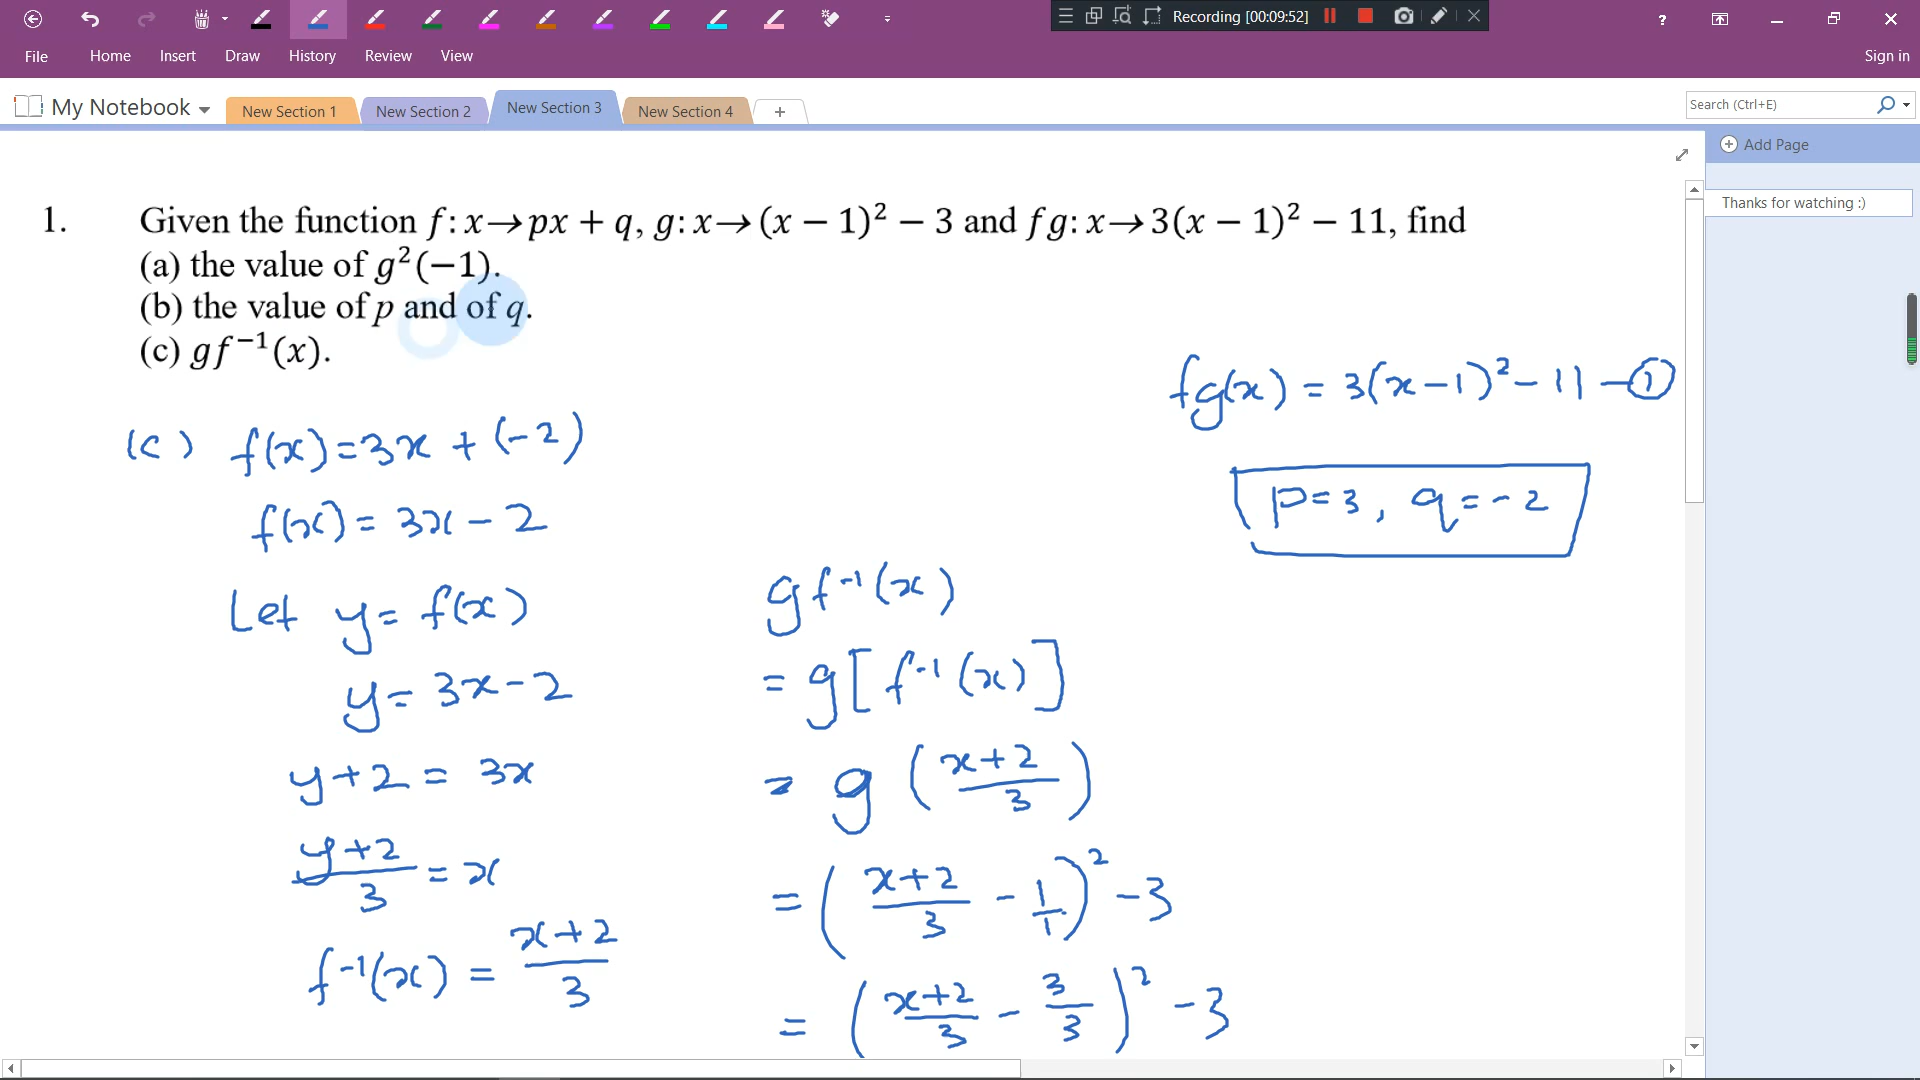 Recording [00:09:52]
?
File Home Insert Draw History Review View
Sign in
My Notebook
New Section 1 New Section 2 New Section 3 New Section 4 +
Search (Ctrl+E)
Add Page
Thanks for watching :)
1. Given the function f: x→px + q, g: x→(x − 1)² − 3 and fg: x→3(x − 1)² − 11, find
(a) the value of g²(−1).
(b) the value of p and of q.
(c) gf⁻¹(x).
fg(x) = 3(x−1)² − 11 — ①
p = 3, q = −2
(c) f(x) = 3x + (−2)
f(x) = 3x − 2
Let y = f(x)
y = 3x − 2
y + 2 = 3x
(y+2)/3 = x
f⁻¹(x) = (x+2)/3
gf⁻¹(x)
= g[f⁻¹(x)]
= g((x+2)/3)
= ((x+2)/3 − 1/1)² − 3
= ((x+2)/3 − 3/3)² − 3